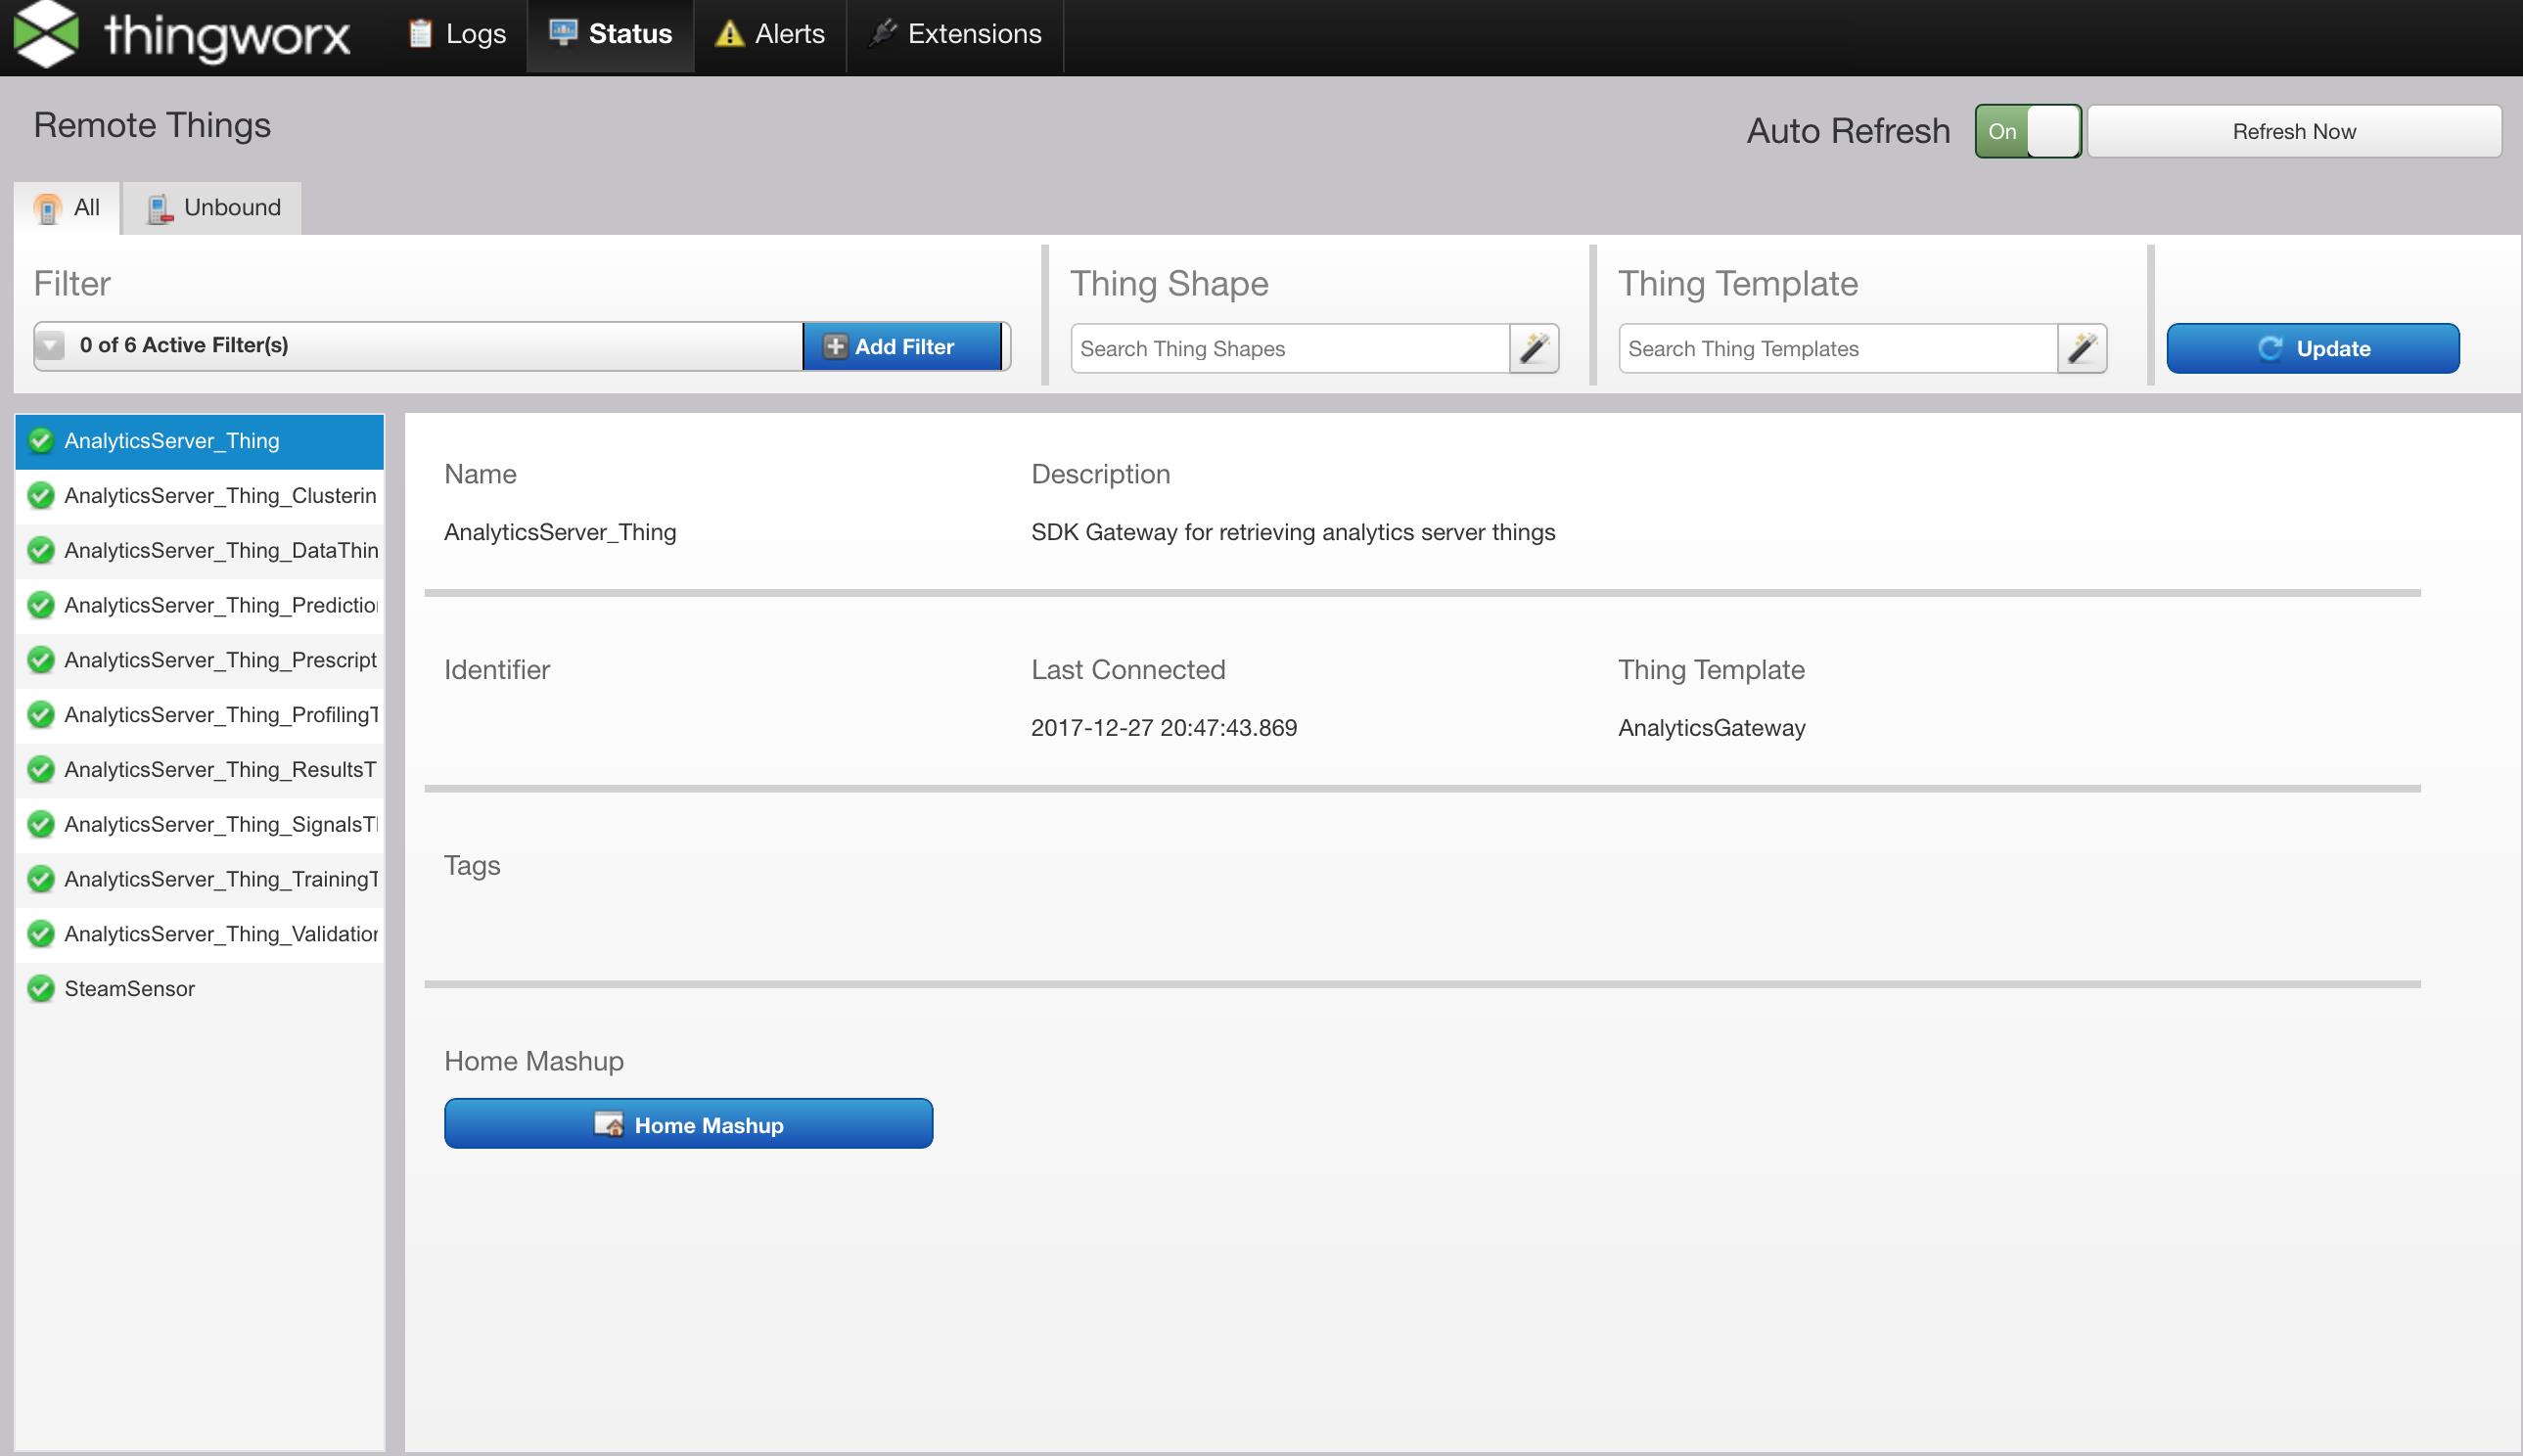 thingworx
Logs
Status
Alerts
Extensions
Remote Things
Auto Refresh
On
Refresh Now
All
Unbound
Filter
0 of 6 Active Filter(s)
Add Filter
Thing Shape
Search Thing Shapes
Thing Template
Search Thing Templates
Update
AnalyticsServer_Thing
AnalyticsServer_Thing_Clusterin
AnalyticsServer_Thing_DataThin
AnalyticsServer_Thing_Prediction
AnalyticsServer_Thing_Prescript
AnalyticsServer_Thing_ProfilingT
AnalyticsServer_Thing_ResultsT
AnalyticsServer_Thing_SignalsTh
AnalyticsServer_Thing_TrainingT
AnalyticsServer_Thing_Validation
SteamSensor
Name
AnalyticsServer_Thing
Description
SDK Gateway for retrieving analytics server things
Identifier
Last Connected
2017-12-27 20:47:43.869
Thing Template
AnalyticsGateway
Tags
Home Mashup
Home Mashup